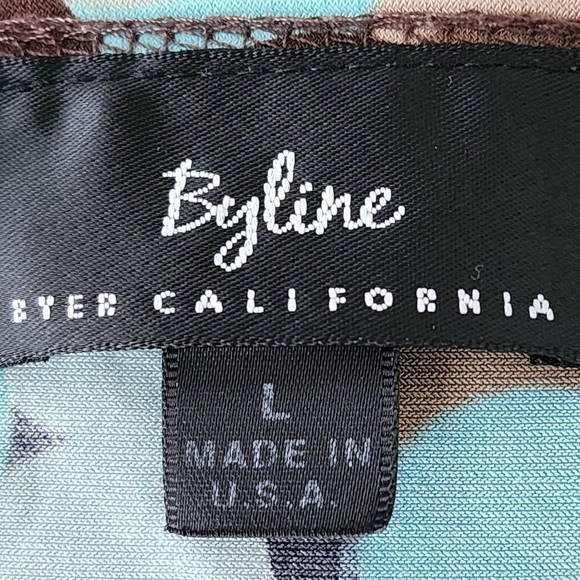 Byline
BYER CALIFORNIA
L
MADE IN
U.S.A.